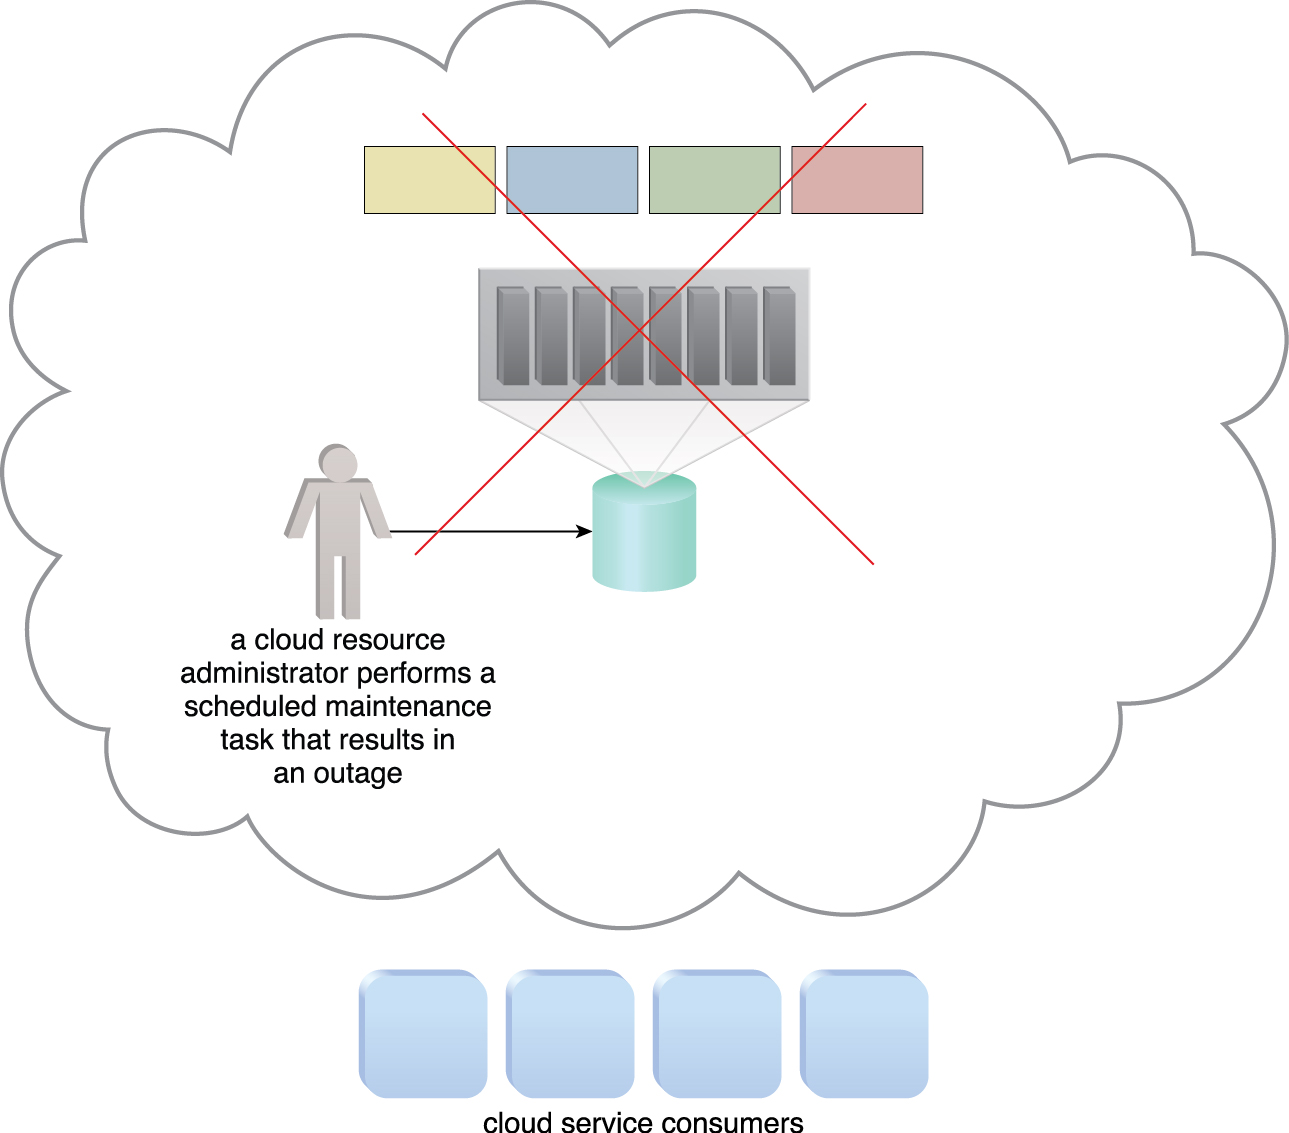 a cloud resource
administrator performs a
scheduled maintenance
task that results in
an outage
cloud service consumers